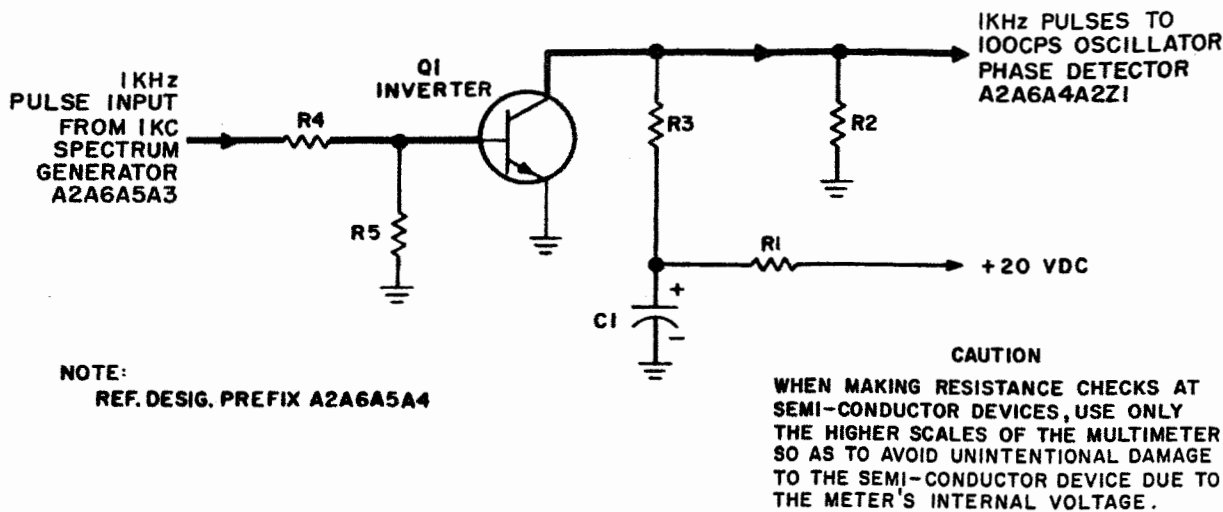 1KHz
PULSE INPUT
FROM 1KC
SPECTRUM
GENERATOR
A2A6A5A3
R4
R5
Q1
INVERTER
R3
R2
1KHz PULSES TO
100CPS OSCILLATOR
PHASE DETECTOR
A2A6A4A2Z1
R1
+20 VDC
C1
+
-
NOTE:
REF. DESIG. PREFIX A2A6A5A4
CAUTION
WHEN MAKING RESISTANCE CHECKS AT
SEMI-CONDUCTOR DEVICES, USE ONLY
THE HIGHER SCALES OF THE MULTIMETER
SO AS TO AVOID UNINTENTIONAL DAMAGE
TO THE SEMI-CONDUCTOR DEVICE DUE TO
THE METER'S INTERNAL VOLTAGE.